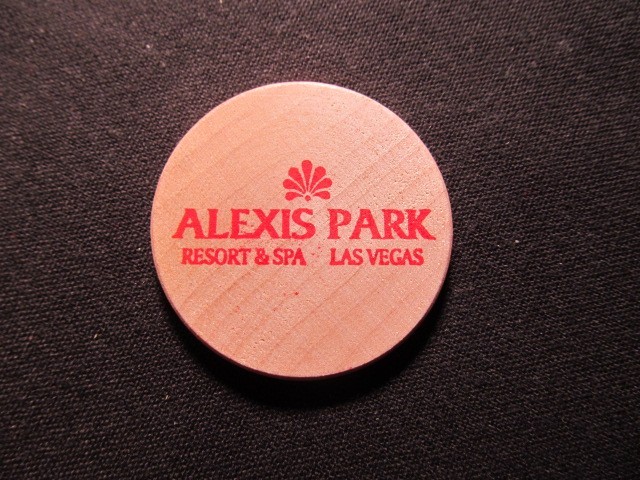 ALEXIS PARK
RESORT & SPA LAS VEGAS